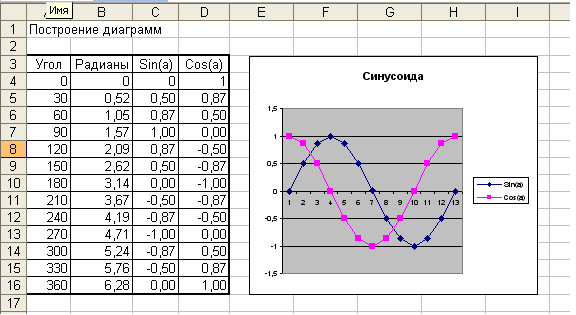 Имя
A B C D E F G H I
1 Построение диаграмм
2
3 Угол Радианы Sin(a) Cos(a)
4 0 0 0 1
5 30 0,52 0,50 0,87
6 60 1,05 0,87 0,50
7 90 1,57 1,00 0,00
8 120 2,09 0,87 -0,50
9 150 2,62 0,50 -0,87
10 180 3,14 0,00 -1,00
11 210 3,67 -0,50 -0,87
12 240 4,19 -0,87 -0,50
13 270 4,71 -1,00 0,00
14 300 5,24 -0,87 0,50
15 330 5,76 -0,50 0,87
16 360 6,28 0,00 1,00
17
Синусоида
1,5
1
0,5
0
-0,5
-1
-1,5
1 2 3 4 5 6 7 8 9 10 11 12 13
Sin(a)
Cos(a)